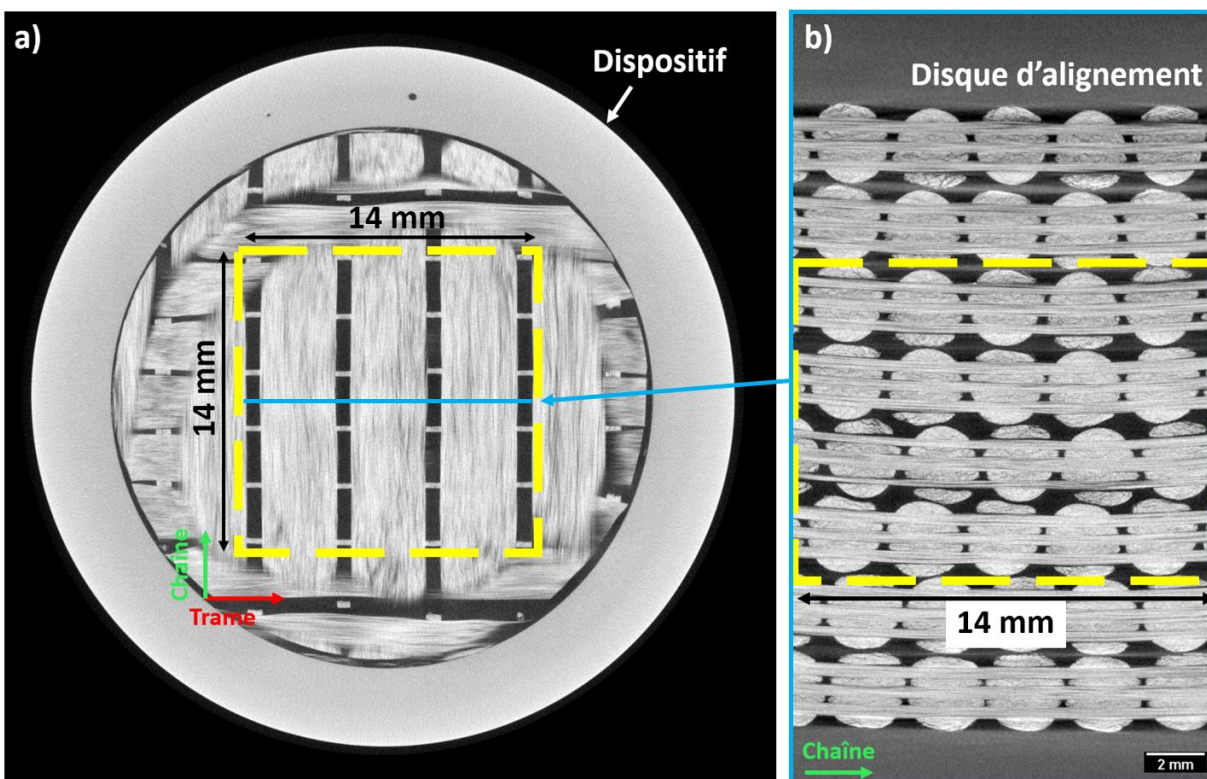 a)
Dispositif
14 mm
14 mm
Chaîne
Trame
b)
Disque d'alignement
14 mm
Chaîne
2 mm